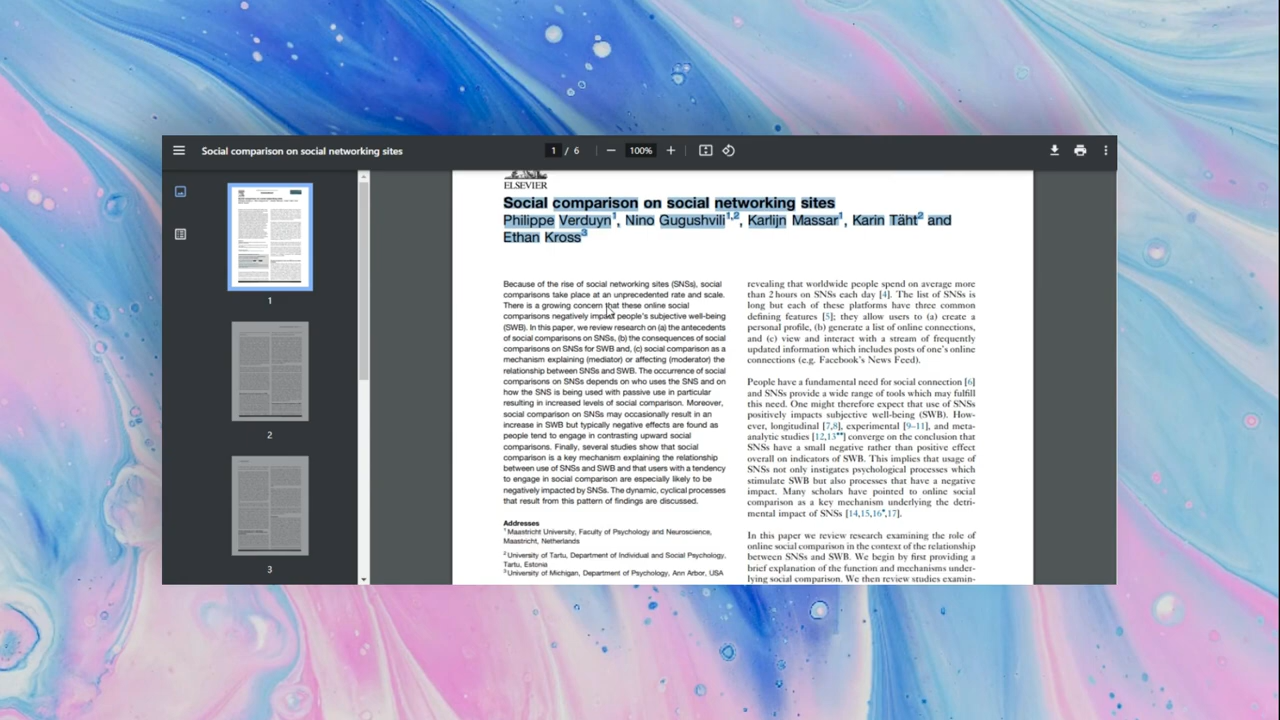 Social comparison on social networking sites
1 / 6
100%
1
2
3
ELSEVIER
Social comparison on social networking sites
Philippe Verduyn1, Nino Gugushvili1,2, Karlijn Massar1, Karin Täht2 and
Ethan Kross3
Because of the rise of social networking sites (SNSs), social
comparisons take place at an unprecedented rate and scale.
There is a growing concern that these online social
comparisons negatively impact people's subjective well-being
(SWB). In this paper, we review research on (a) the antecedents
of social comparisons on SNSs, (b) the consequences of social
comparisons on SNSs for SWB and, (c) social comparison as a
mechanism explaining (mediator) or affecting (moderator) the
relationship between SNSs and SWB. The occurrence of social
comparisons on SNSs depends on who uses the SNS and on
how the SNS is being used with passive use in particular
resulting in increased levels of social comparison. Moreover,
social comparison on SNSs may occasionally result in an
increase in SWB but typically negative effects are found as
people tend to engage in contrasting upward social
comparisons. Finally, several studies show that social
comparison is a key mechanism explaining the relationship
between use of SNSs and SWB and that users with a tendency
to engage in social comparison are especially likely to be
negatively impacted by SNSs. The dynamic, cyclical processes
that result from this pattern of findings are discussed.
Addresses
1 Maastricht University, Faculty of Psychology and Neuroscience,
Maastricht, Netherlands
2 University of Tartu, Department of Individual and Social Psychology,
Tartu, Estonia
3 University of Michigan, Department of Psychology, Ann Arbor, USA
revealing that worldwide people spend on average more
than 2 hours on SNSs each day [4]. The list of SNSs is
long but each of these platforms have three common
defining features [5]; they allow users to (a) create a
personal profile, (b) generate a list of online connections,
and (c) view and interact with a stream of frequently
updated information which includes posts of one's online
connections (e.g. Facebook's News Feed).
People have a fundamental need for social connection [6]
and SNSs provide a wide range of tools which may fulfill
this need. One might therefore expect that use of SNSs
positively impacts subjective well-being (SWB). How-
ever, longitudinal [7,8], experimental [9–11], and meta-
analytic studies [12,13••] converge on the conclusion that
SNSs have a small negative rather than positive effect
overall on indicators of SWB. This implies that usage of
SNSs not only instigates psychological processes which
stimulate SWB but also processes that have a negative
impact. Many scholars have pointed to online social
comparison as a key mechanism underlying the detri-
mental impact of SNSs [14,15,16•,17].
In this paper we review research examining the role of
online social comparison in the context of the relationship
between SNSs and SWB. We begin by first providing a
brief explanation of the function and mechanisms under-
lying social comparison. We then review studies examin-